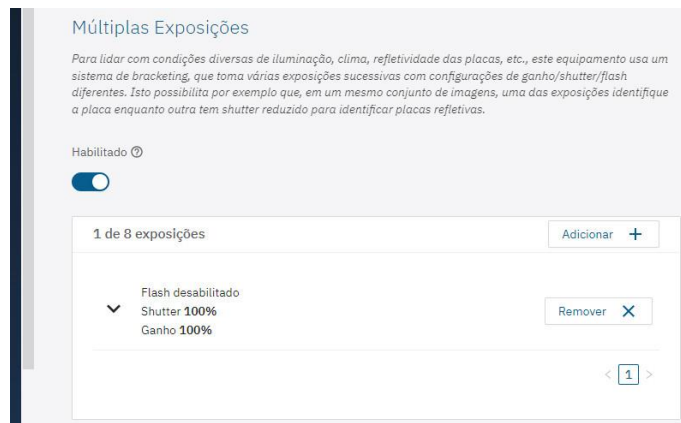 Múltiplas Exposições
Para lidar com condições diversas de iluminação, clima, refletividade das placas, etc., este equipamento usa um
sistema de bracketing, que toma várias exposições sucessivas com configurações de ganho/shutter/flash
diferentes. Isto possibilita por exemplo que, em um mesmo conjunto de imagens, uma das exposições identifique
a placa enquanto outra tem shutter reduzido para identificar placas refletivas.
Habilitado ?
1 de 8 exposições
Adicionar +
Flash desabilitado
Shutter 100%
Ganho 100%
Remover X
< 1 >